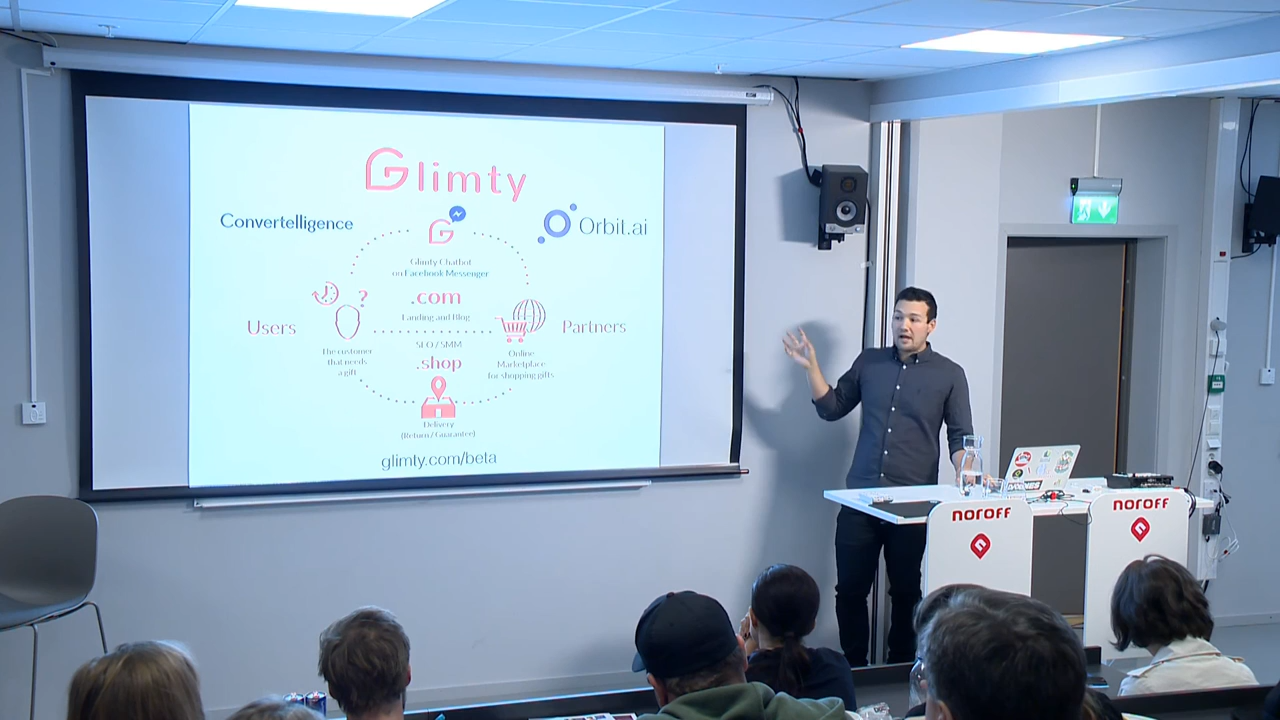 Glimty
Convertelligence
Orbit.ai
Glimty Chatbot
on Facebook Messenger
?
.com
Landing and Blog
Users
Partners
SEO / SMM
The customer
that needs
a gift
.shop
Online
Marketplace
for shopping gifts
Delivery
(Return / Guarantee)
glimty.com/beta
noroff
noroff